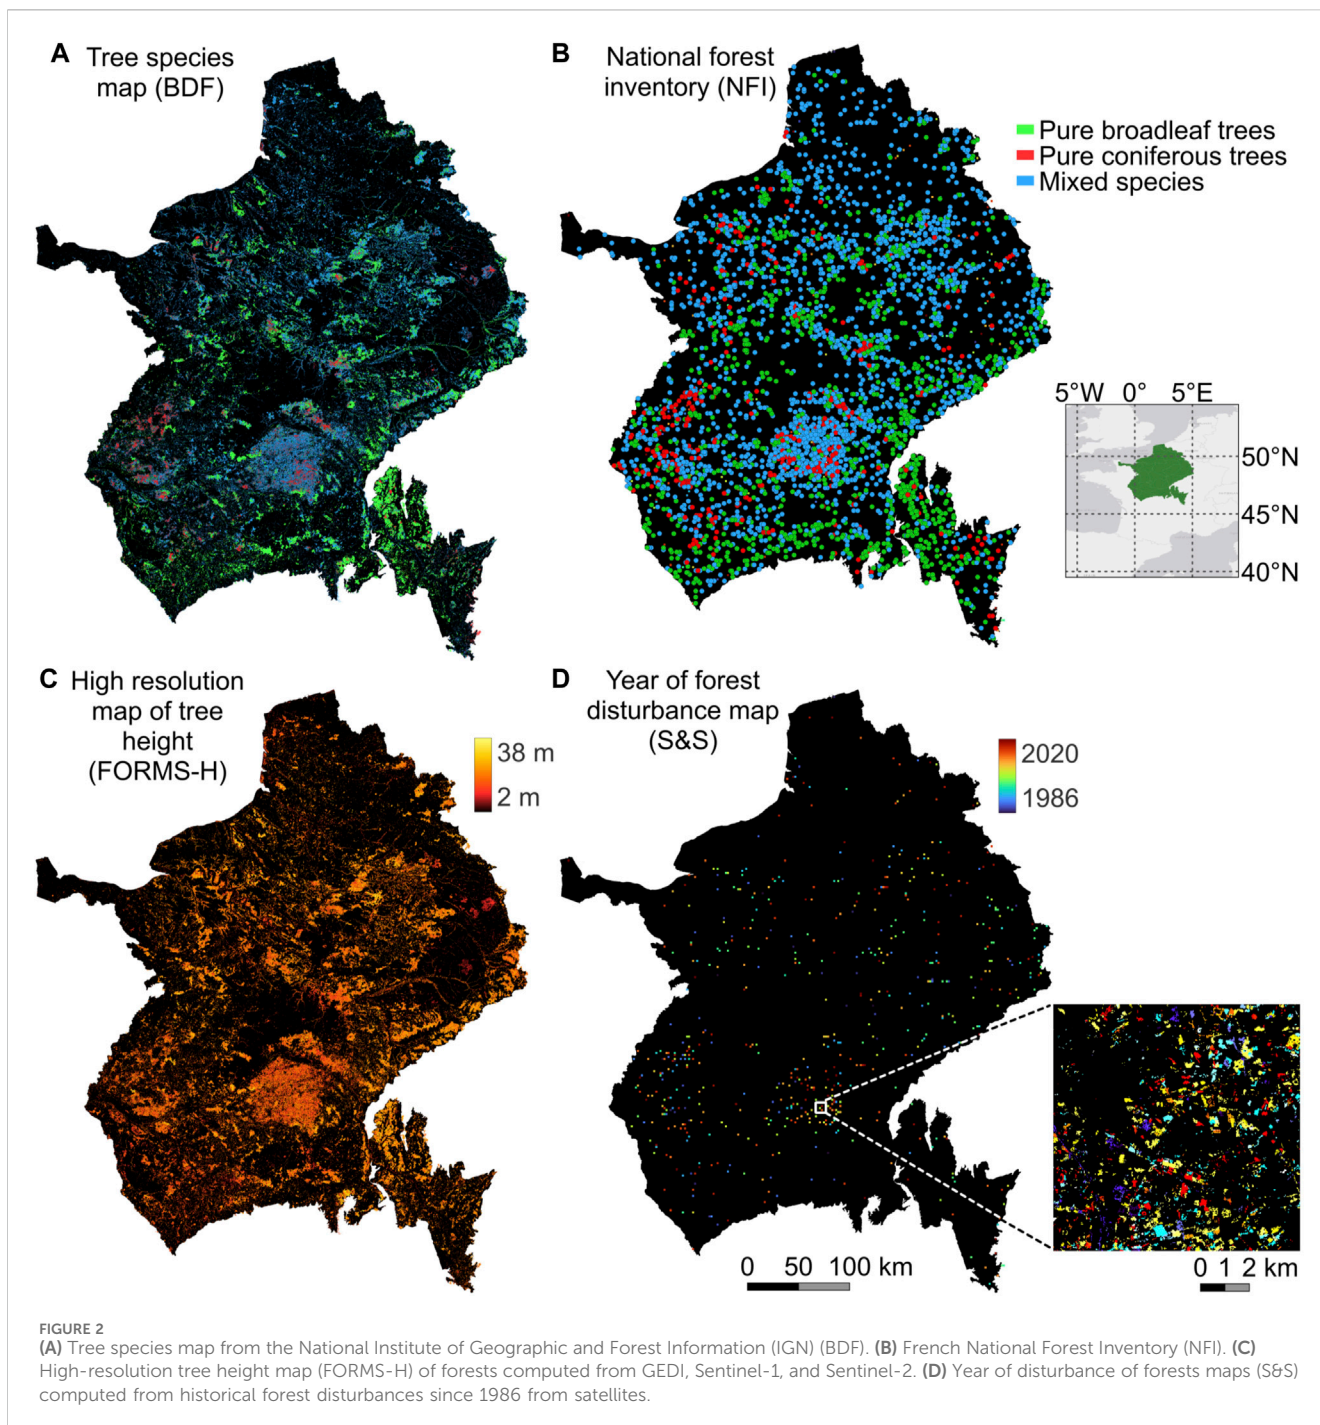 A Tree species
map (BDF)
B National forest
inventory (NFI)
Pure broadleaf trees
Pure coniferous trees
Mixed species
5°W 0° 5°E
50°N
45°N
40°N
C High resolution
map of tree
height
(FORMS-H)
38 m
2 m
D Year of forest
disturbance map
(S&S)
2020
1986
0 50 100 km
0 1 2 km
FIGURE 2
(A) Tree species map from the National Institute of Geographic and Forest Information (IGN) (BDF). (B) French National Forest Inventory (NFI). (C)
High-resolution tree height map (FORMS-H) of forests computed from GEDI, Sentinel-1, and Sentinel-2. (D) Year of disturbance of forests maps (S&S)
computed from historical forest disturbances since 1986 from satellites.